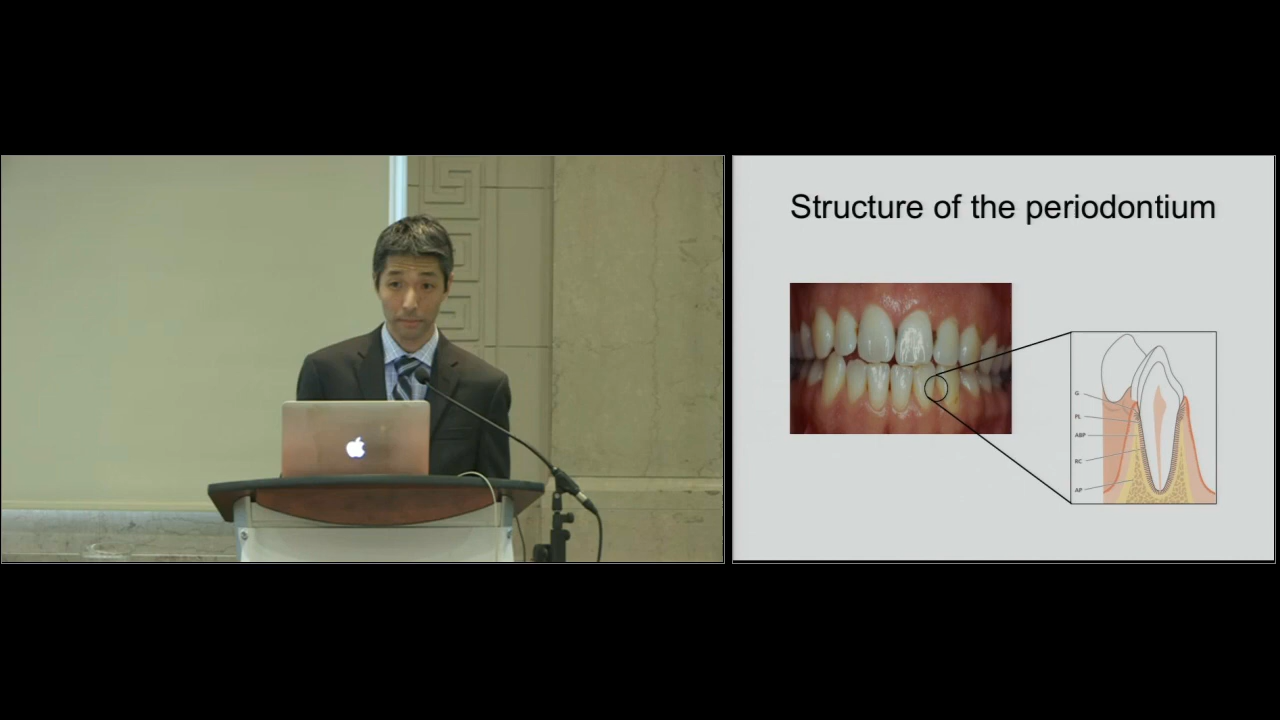 Structure of the periodontium
G
PL
ABP
RC
AP